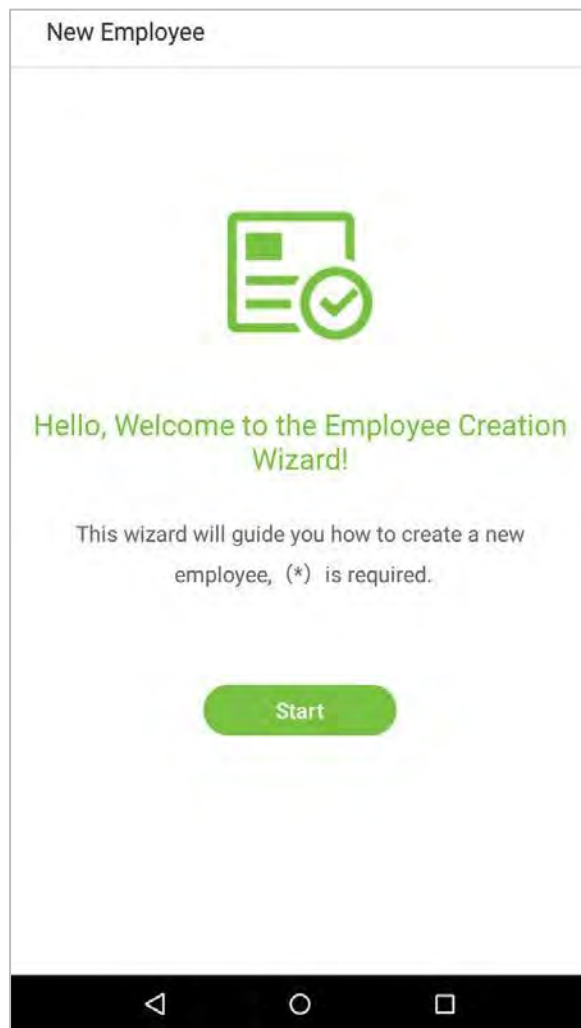 New Employee
Hello, Welcome to the Employee Creation
Wizard!
This wizard will guide you how to create a new
employee,（*）is required.
Start